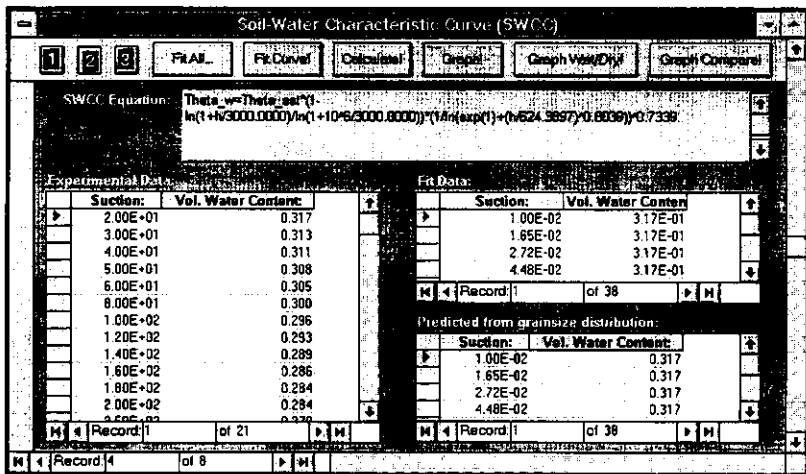 Soil-Water Characteristic Curve (SWCC)
1 2 3 Fit All... Fit Curve! Calculate! Graph! Graph Wet/Dry! Graph Compare!
SWCC Equation: Theta_w=Theta_sat*(1-
ln(1+h/3000.0000)/ln(1+10^6/3000.0000))*(1/ln(exp(1)+(h/624.3897)^0.8039))^0.7339
Experimental Data:
Suction: Vol. Water Content:
2.00E+01 0.317
3.00E+01 0.313
4.00E+01 0.311
5.00E+01 0.308
6.00E+01 0.305
8.00E+01 0.300
1.00E+02 0.296
1.20E+02 0.293
1.40E+02 0.289
1.60E+02 0.286
1.80E+02 0.284
2.00E+02 0.284
Record: 1 of 21
Fit Data:
Suction: Vol. Water Conten
1.00E-02 3.17E-01
1.65E-02 3.17E-01
2.72E-02 3.17E-01
4.48E-02 3.17E-01
Record: 1 of 38
Predicted from grainsize distribution:
Suction: Vol. Water Content:
1.00E-02 0.317
1.65E-02 0.317
2.72E-02 0.317
4.48E-02 0.317
Record: 1 of 38
Record: 4 of 8